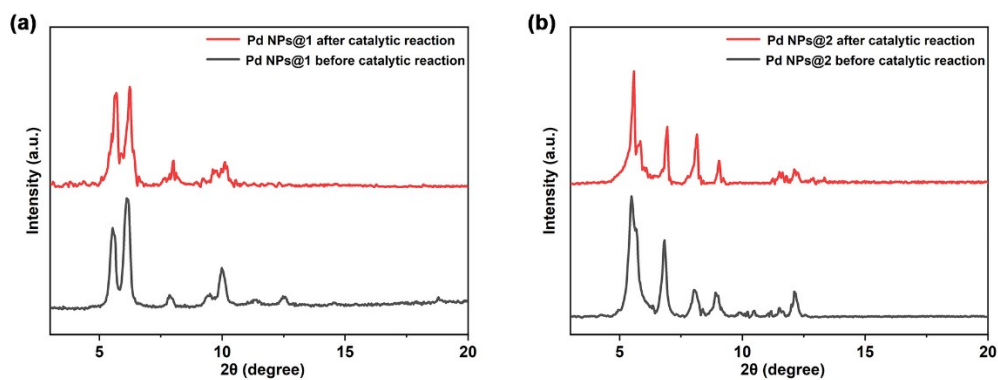 (a)
Pd NPs@1 after catalytic reaction
Pd NPs@1 before catalytic reaction
Intensity (a.u.)
5 10 15 20
2θ (degree)
(b)
Pd NPs@2 after catalytic reaction
Pd NPs@2 before catalytic reaction
Intensity (a.u.)
5 10 15 20
2θ (degree)